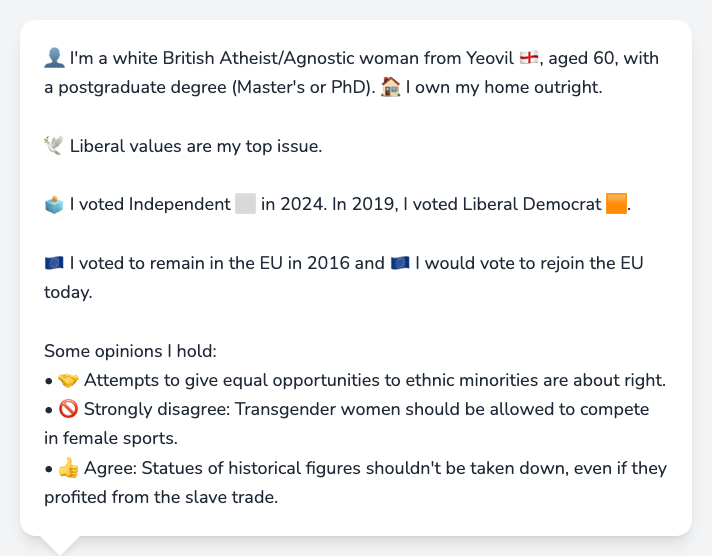 👤 I'm a white British Atheist/Agnostic woman from Yeovil 🏴󠁧󠁢󠁥󠁮󠁧󠁿, aged 60, with
a postgraduate degree (Master's or PhD). 🏠 I own my home outright.
🕊️ Liberal values are my top issue.
🗳️ I voted Independent ⬜ in 2024. In 2019, I voted Liberal Democrat 🟧.
🇪🇺 I voted to remain in the EU in 2016 and 🇪🇺 I would vote to rejoin the EU
today.
Some opinions I hold:
• 🤝 Attempts to give equal opportunities to ethnic minorities are about right.
• 🚫 Strongly disagree: Transgender women should be allowed to compete
in female sports.
• 👍 Agree: Statues of historical figures shouldn't be taken down, even if they
profited from the slave trade.